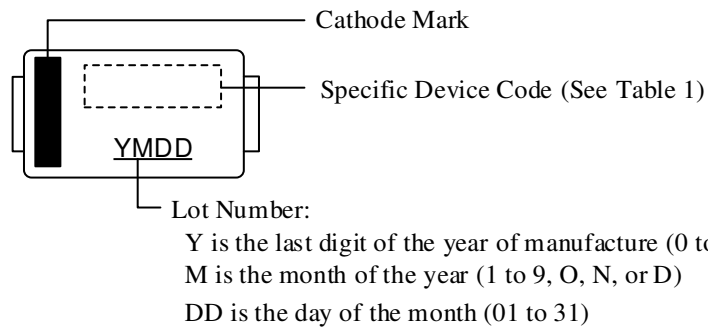 Cathode Mark
Specific Device Code (See Table 1)
YMDD
Lot Number:
Y is the last digit of the year of manufacture (0 to
M is the month of the year (1 to 9, O, N, or D)
DD is the day of the month (01 to 31)